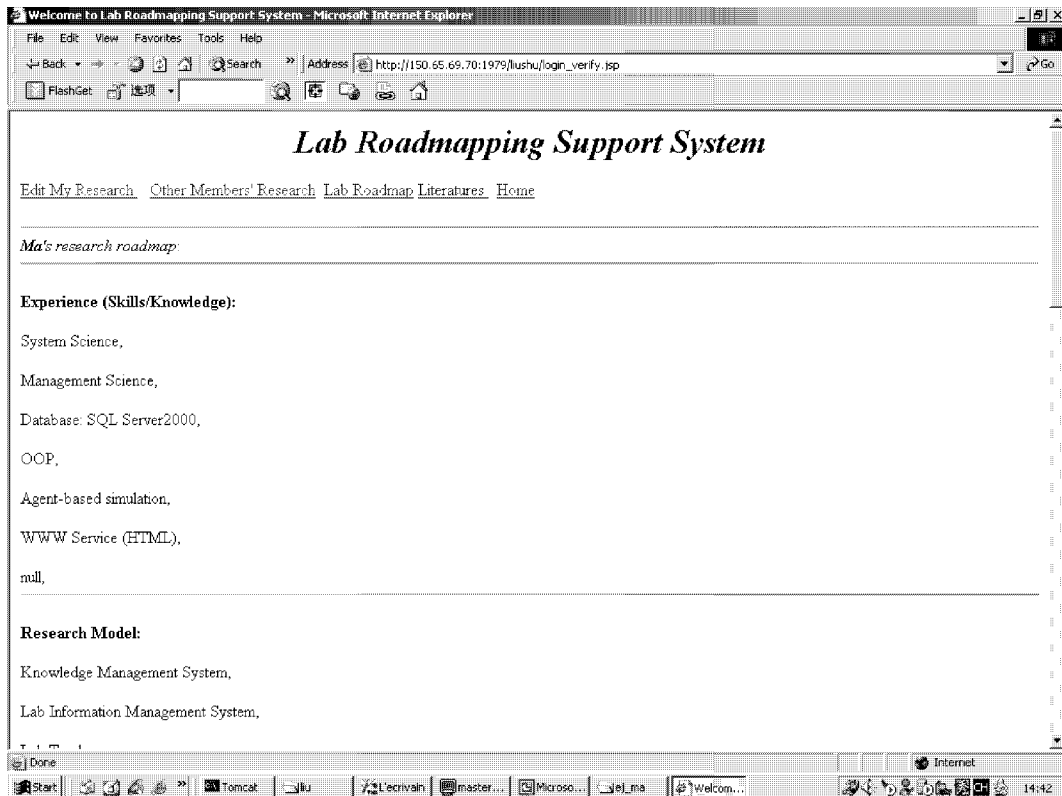 Welcome to Lab Roadmapping Support System - Microsoft Internet Explorer
File Edit View Favorites Tools Help
Back Search » Address http://150.65.69.70:1979/liushu/login_verify.jsp Go
FlashGet 选项
Lab Roadmapping Support System
Edit My Research Other Members' Research Lab Roadmap Literatures Home
Ma's research roadmap:
Experience (Skills/Knowledge):
System Science,
Management Science,
Database: SQL Server2000,
OOP,
Agent-based simulation,
WWW Service (HTML),
null,
Research Model:
Knowledge Management System,
Lab Information Management System,
Done Internet
Start » Tomcat liu L'ecrivain master... Microso... jej_ma Welcom... CH 14:42